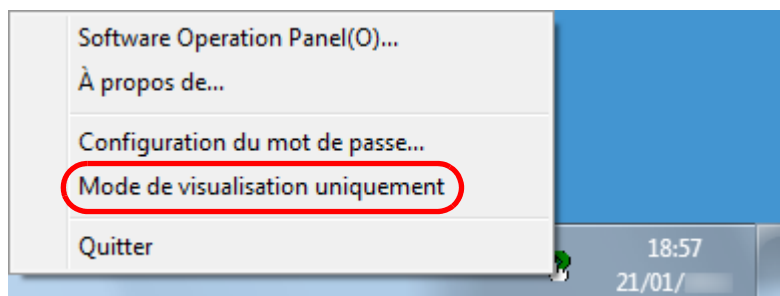 Software Operation Panel(O)...
À propos de...
Configuration du mot de passe...
Mode de visualisation uniquement
Quitter
18:57
21/01/